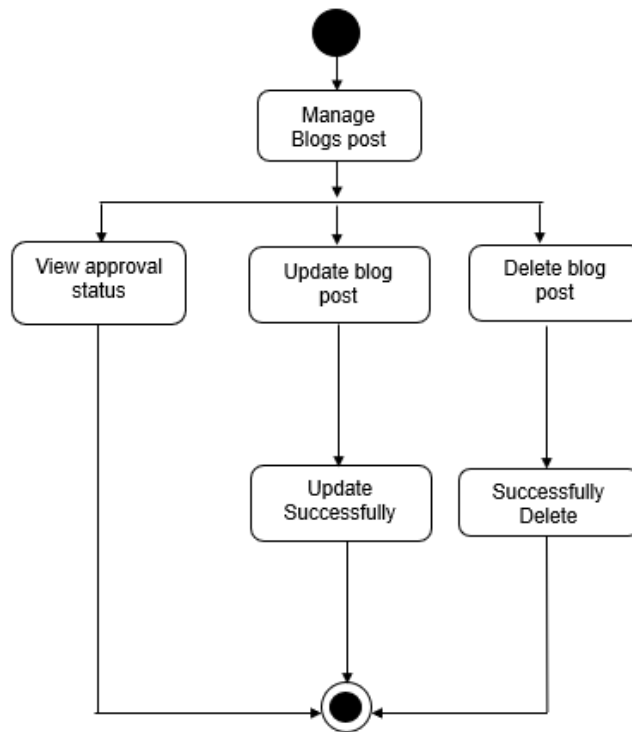 Manage
Blogs post
View approval
status
Update blog
post
Delete blog
post
Update
Successfully
Successfully
Delete